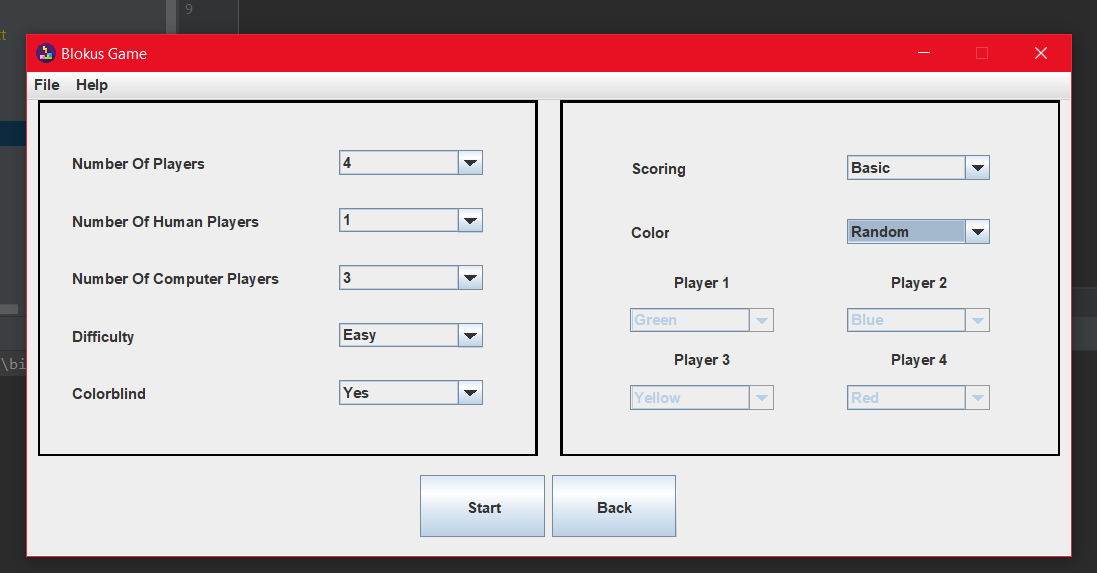 9
tt
Blokus Game
File Help
Number Of Players 4
Number Of Human Players 1
Number Of Computer Players 3
Difficulty Easy
Colorblind Yes
Scoring Basic
Color Random
Player 1 Player 2
Green Blue
Player 3 Player 4
Yellow Red
\bi
Start Back